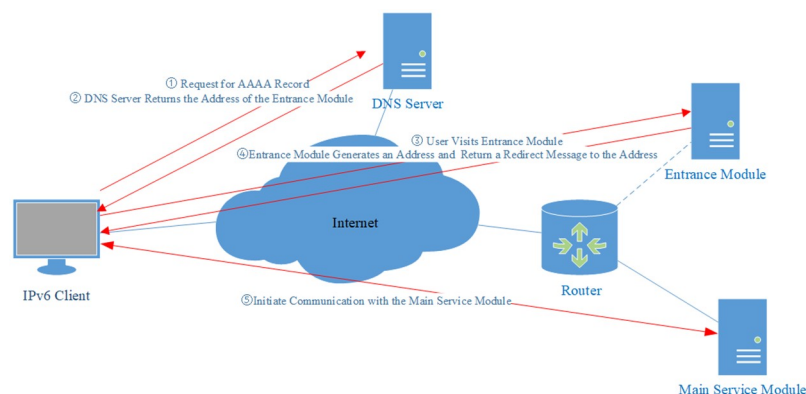 ① Request for AAAA Record
② DNS Server Returns the Address of the Entrance Module
DNS Server
③ User Visits Entrance Module
④Entrance Module Generates an Address and Return a Redirect Message to the Address
Entrance Module
Internet
IPv6 Client
Router
⑤Initiate Communication with the Main Service Module
Main Service Module